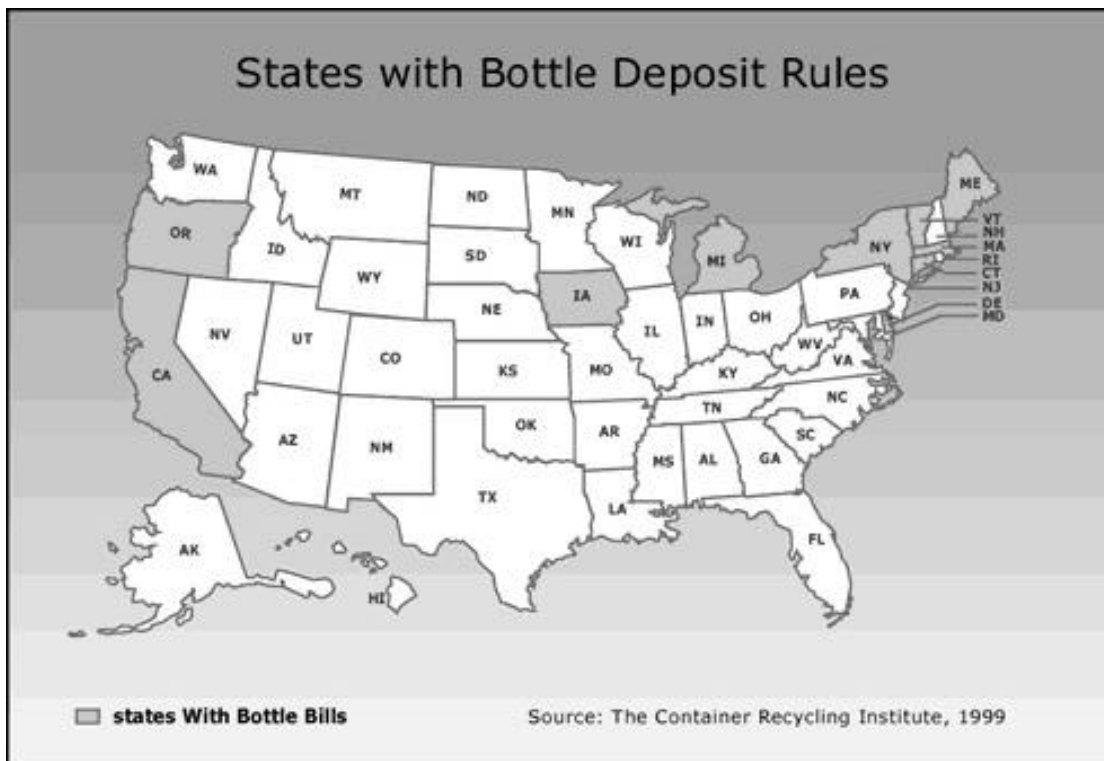 States with Bottle Deposit Rules
WA
MT
ND
MN
ME
VT
NH
MA
RI
CT
NJ
DE
MD
OR
ID
WY
SD
WI
MI
NY
NE
IA
PA
NV
UT
CO
KS
MO
IL
IN
OH
WV
VA
KY
CA
AZ
NM
OK
AR
TN
NC
SC
MS
AL
GA
TX
LA
FL
AK
HI
states With Bottle Bills
Source: The Container Recycling Institute, 1999